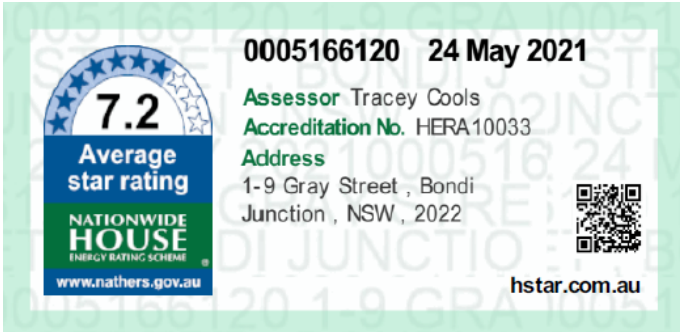 0005166120 24 May 2021
7.2
Average
star rating
NATIONWIDE
HOUSE
ENERGY RATING SCHEME
®
www.nathers.gov.au
Assessor Tracey Cools
Accreditation No. HERA10033
Address
1-9 Gray Street , Bondi
Junction , NSW , 2022
hstar.com.au